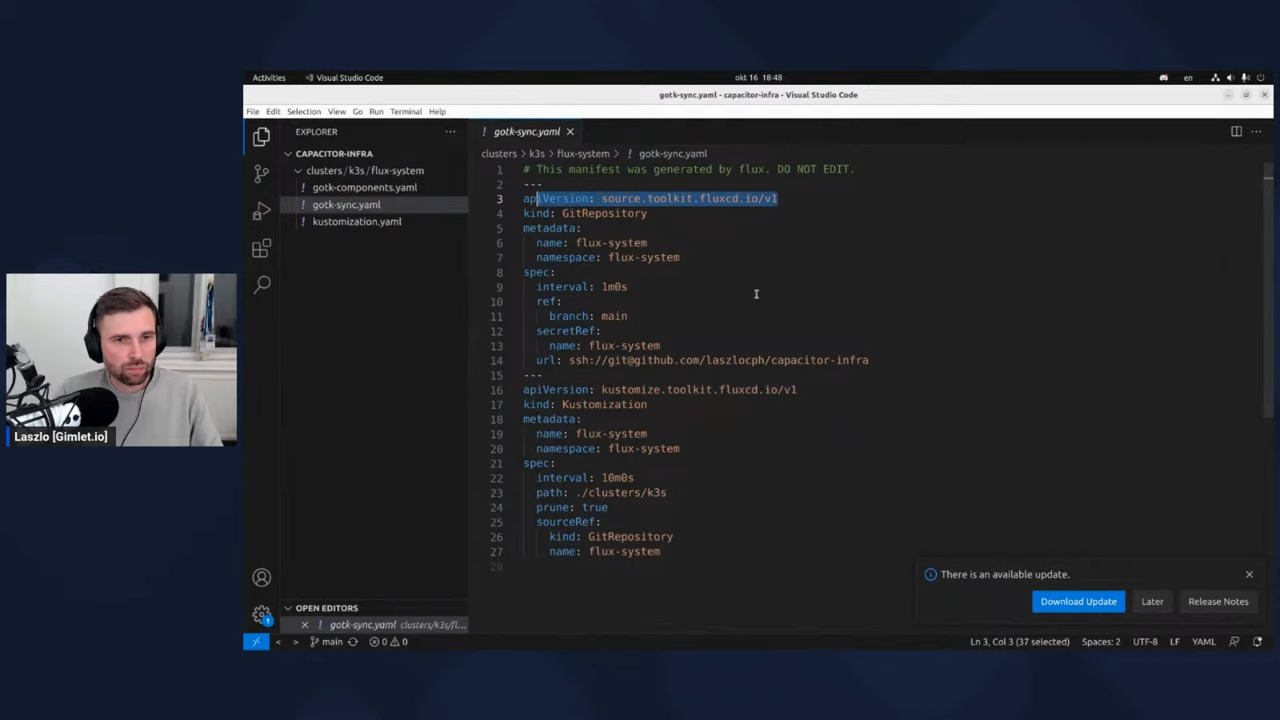 Activities
Visual Studio Code
okt 16 18:48
en
gotk-sync.yaml - capacitor-infra - Visual Studio Code
File Edit Selection View Go Run Terminal Help
EXPLORER
CAPACITOR-INFRA
clusters / k3s / flux-system
gotk-components.yaml
gotk-sync.yaml
kustomization.yaml
OPEN EDITORS
gotk-sync.yaml clusters/k3s/fl...
gotk-sync.yaml
clusters > k3s > flux-system > ! gotk-sync.yaml
1 # This manifest was generated by flux. DO NOT EDIT.
2 ---
3 apiVersion: source.toolkit.fluxcd.io/v1
4 kind: GitRepository
5 metadata:
6 name: flux-system
7 namespace: flux-system
8 spec:
9 interval: 1m0s
10 ref:
11 branch: main
12 secretRef:
13 name: flux-system
14 url: ssh://git@github.com/laszlocph/capacitor-infra
15 ---
16 apiVersion: kustomize.toolkit.fluxcd.io/v1
17 kind: Kustomization
18 metadata:
19 name: flux-system
20 namespace: flux-system
21 spec:
22 interval: 10m0s
23 path: ./clusters/k3s
24 prune: true
25 sourceRef:
26 kind: GitRepository
27 name: flux-system
28
There is an available update.
Download Update
Later
Release Notes
1
main
0 0
Ln 3, Col 3 (37 selected)
Spaces: 2
UTF-8
LF
YAML
Laszlo [Gimlet.io]